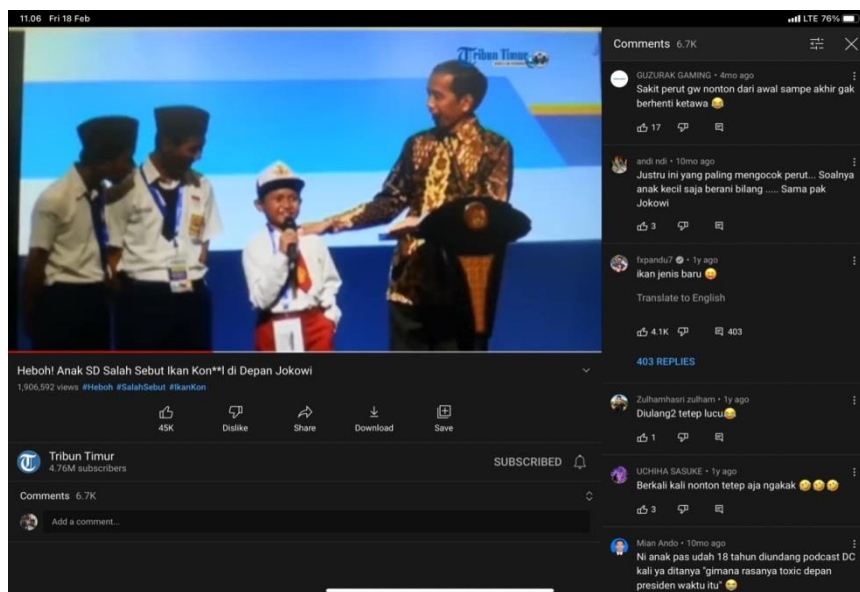 11.06 Fri 18 Feb
LTE 76%
Tribun Timur
Heboh! Anak SD Salah Sebut Ikan Kon**l di Depan Jokowi
1,906,592 views #Heboh #SalahSebut #IkanKon
45K
Dislike
Share
Download
Save
Tribun Timur
4.76M subscribers
SUBSCRIBED
Comments 6.7K
Add a comment...
Comments 6.7K
GUZURAK GAMING • 4mo ago
Sakit perut gw nonton dari awal sampe akhir gak
berhenti ketawa 😂
17
andi ndi • 10mo ago
Justru ini yang paling mengocok perut... Soalnya
anak kecil saja berani bilang ..... Sama pak
Jokowi
3
fxpandu7 • 1y ago
ikan jenis baru 😛
Translate to English
4.1K
403
403 REPLIES
Zulhamhasri zulham • 1y ago
Diulang2 tetep lucu😂
1
UCHIHA SASUKE • 1y ago
Berkali kali nonton tetep aja ngakak 🤣🤣🤣
3
Mian Ando • 10mo ago
Ni anak pas udah 18 tahun diundang podcast DC
kali ya ditanya "gimana rasanya toxic depan
presiden waktu itu" 😂